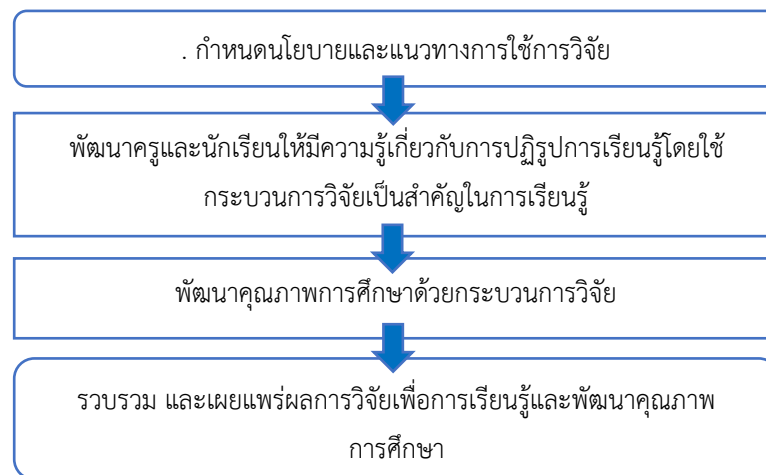 . กำหนดนโยบายและแนวทางการใช้การวิจัย
พัฒนาครูและนักเรียนให้มีความรู้เกี่ยวกับการปฏิรูปการเรียนรู้โดยใช้
กระบวนการวิจัยเป็นสำคัญในการเรียนรู้
พัฒนาคุณภาพการศึกษาด้วยกระบวนการวิจัย
รวบรวม และเผยแพร่ผลการวิจัยเพื่อการเรียนรู้และพัฒนาคุณภาพ
การศึกษา